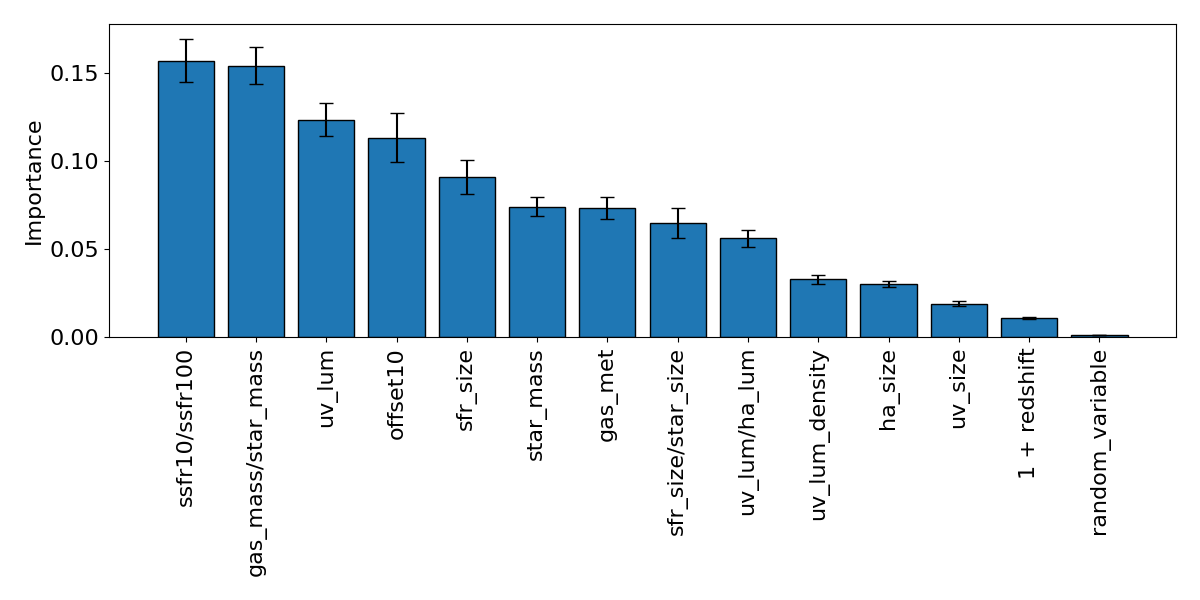 Importance
0.15
0.10
0.05
0.00
ssfr10/ssfr100
gas_mass/star_mass
uv_lum
offset10
sfr_size
star_mass
gas_met
sfr_size/star_size
uv_lum/ha_lum
uv_lum_density
ha_size
uv_size
1 + redshift
random_variable